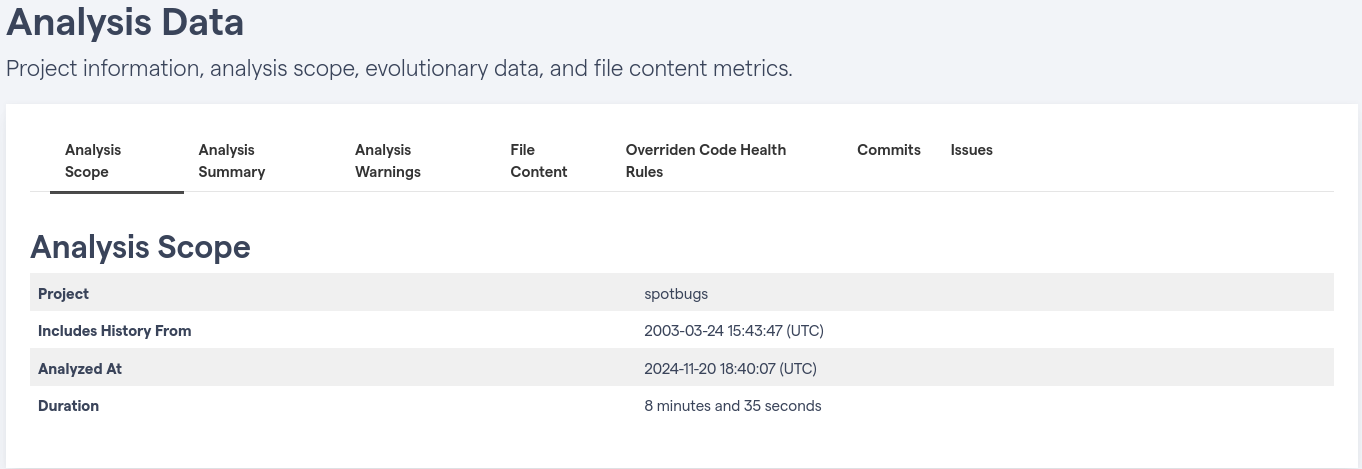 Analysis Data
Project information, analysis scope, evolutionary data, and file content metrics.
Analysis Scope
Analysis Summary
Analysis Warnings
File Content
Overriden Code Health Rules
Commits
Issues
Analysis Scope
Project spotbugs
Includes History From 2003-03-24 15:43:47 (UTC)
Analyzed At 2024-11-20 18:40:07 (UTC)
Duration 8 minutes and 35 seconds